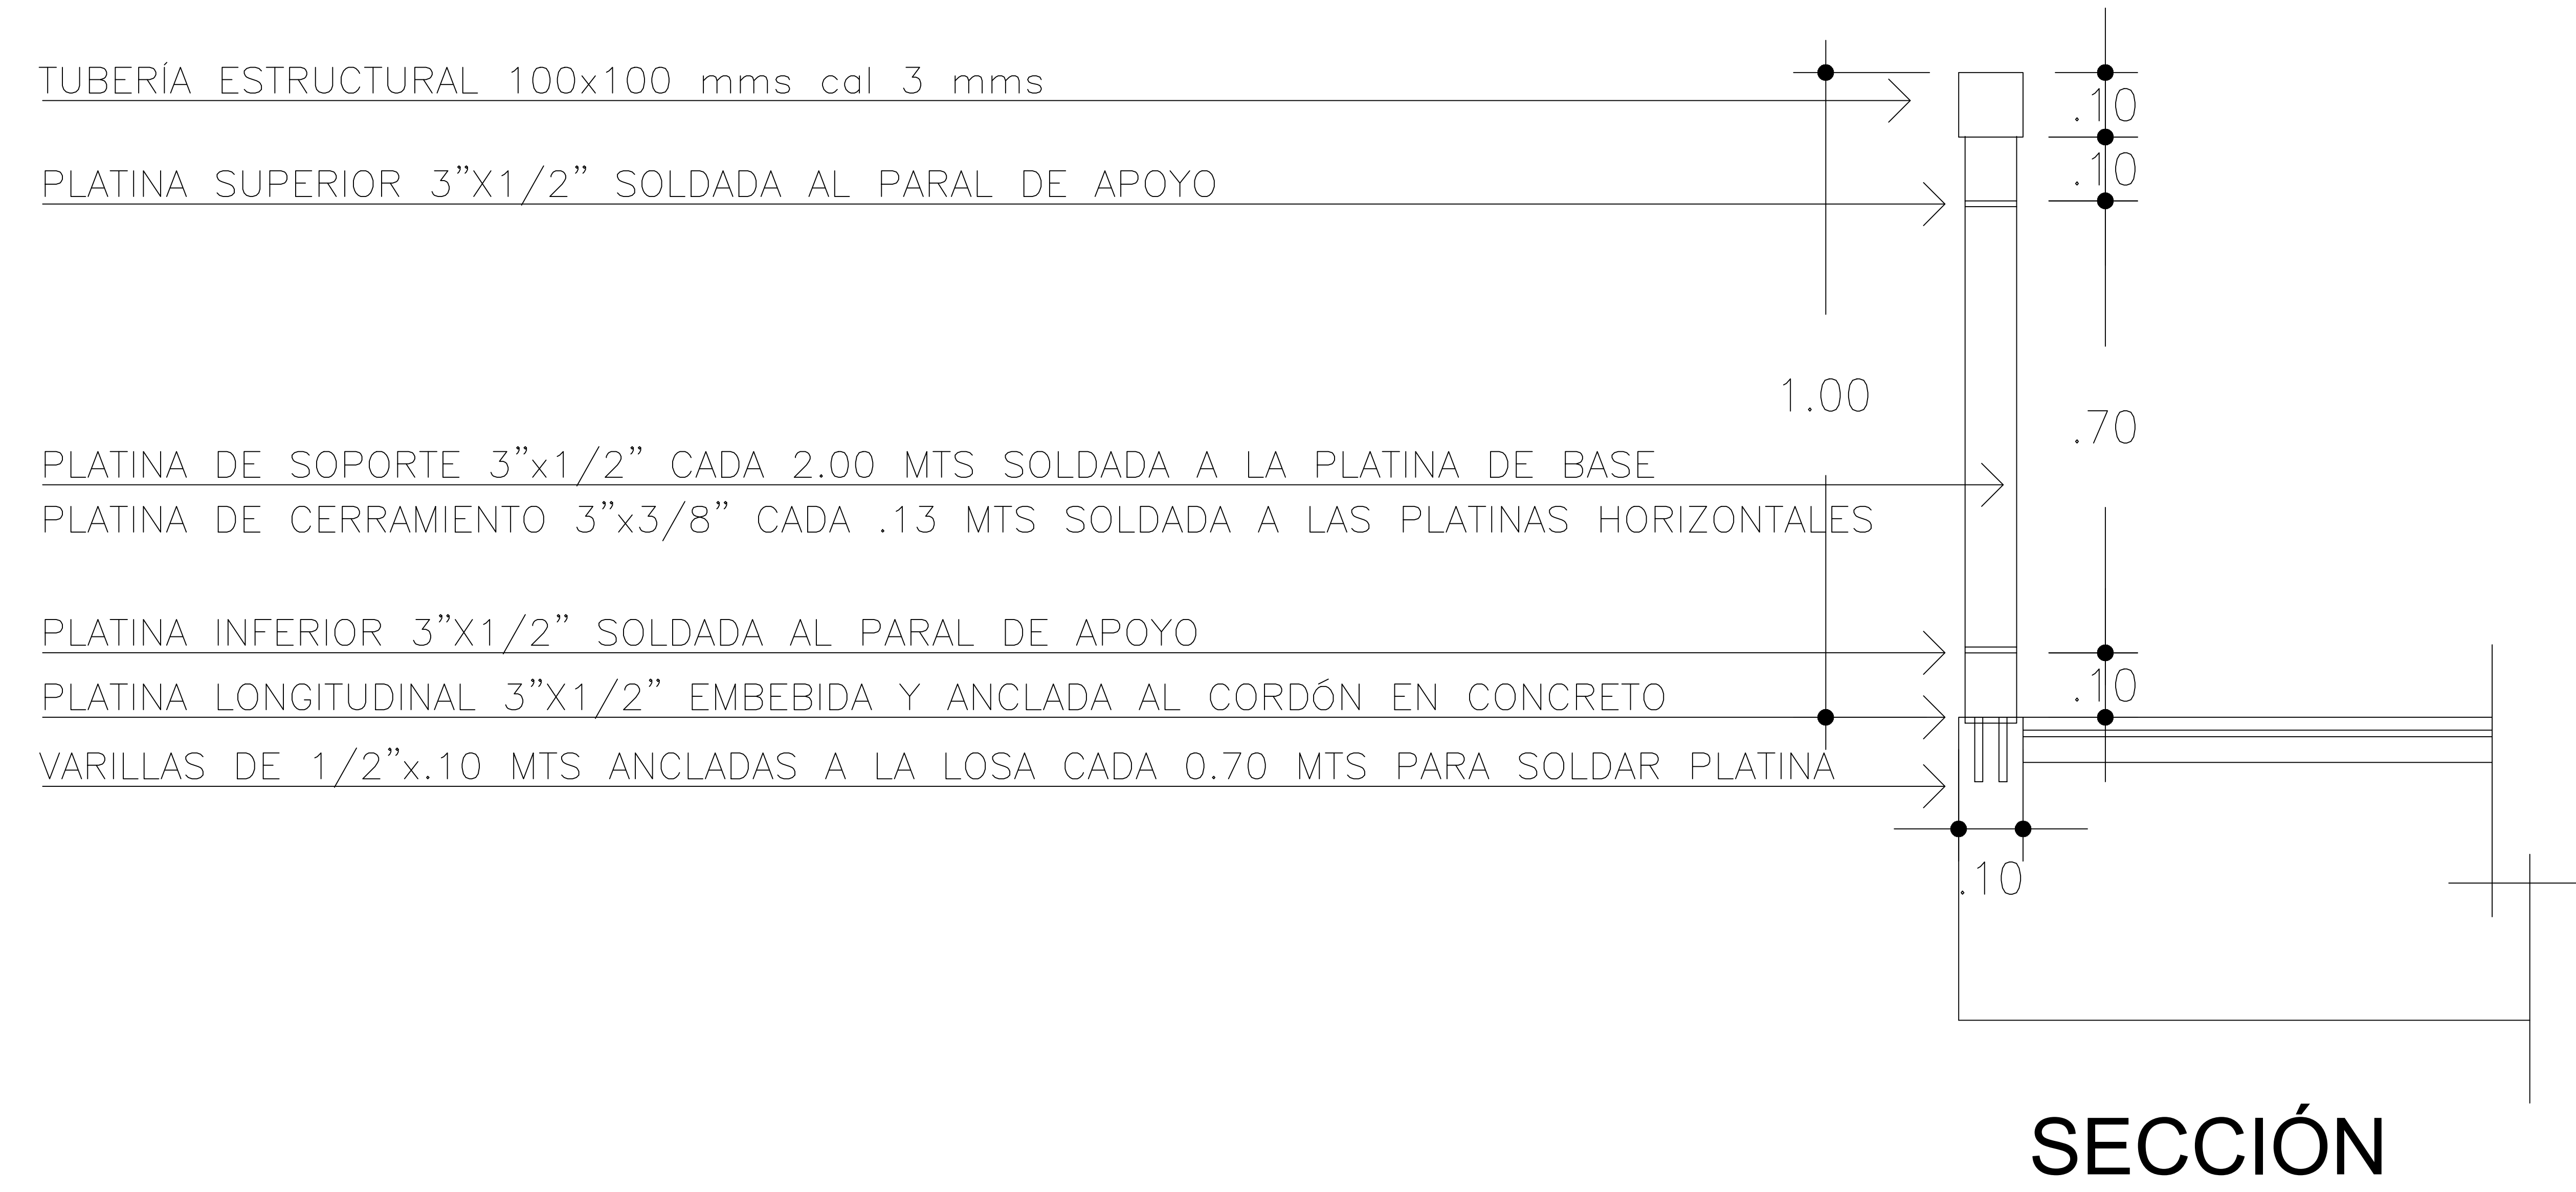 TUBERÍA ESTRUCTURAL 100x100 mms cal 3 mms
.10
PLATINA SUPERIOR 3”X1/2” SOLDADA AL PARAL DE APOYO
.10
1.00
.70
PLATINA DE SOPORTE 3”x1/2” CADA 2.00 MTS SOLDADA A LA PLATINA DE BASE
PLATINA DE CERRAMIENTO 3”x3/8” CADA .13 MTS SOLDADA A LAS PLATINAS HORIZONTALES
PLATINA INFERIOR 3”X1/2” SOLDADA AL PARAL DE APOYO
.10
PLATINA LONGITUDINAL 3”X1/2” EMBEBIDA Y ANCLADA AL CORDÓN EN CONCRETO
VARILLAS DE 1/2”x.10 MTS ANCLADAS A LA LOSA CADA 0.70 MTS PARA SOLDAR PLATINA
.10
SECCIÓN